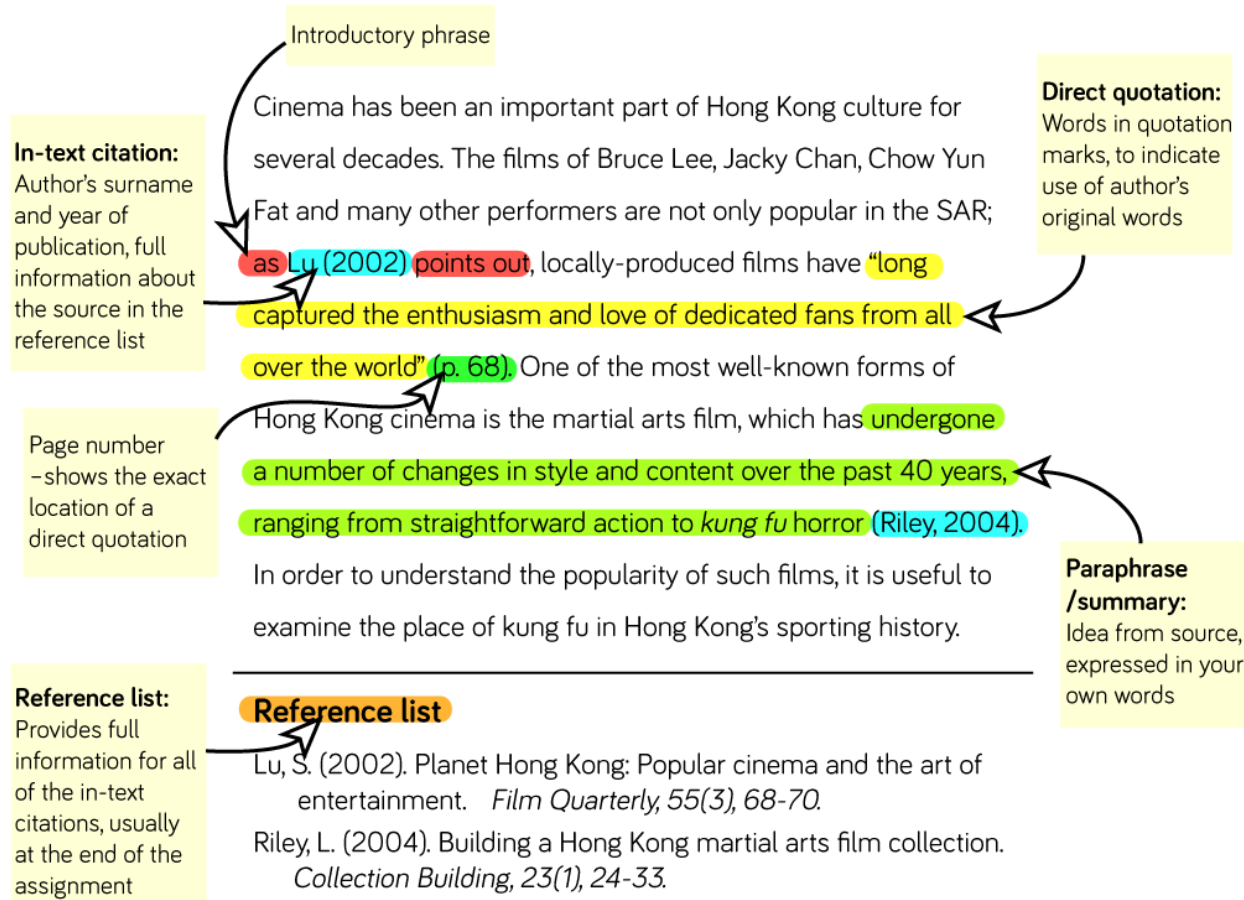 Introductory phrase
Cinema has been an important part of Hong Kong culture for
several decades. The films of Bruce Lee, Jacky Chan, Chow Yun
Fat and many other performers are not only popular in the SAR;
as Lu (2002) points out, locally-produced films have “long
captured the enthusiasm and love of dedicated fans from all
over the world” (p. 68). One of the most well-known forms of
Hong Kong cinema is the martial arts film, which has undergone
a number of changes in style and content over the past 40 years,
ranging from straightforward action to kung fu horror (Riley, 2004).
In order to understand the popularity of such films, it is useful to
examine the place of kung fu in Hong Kong’s sporting history.
In-text citation:
Author’s surname
and year of
publication, full
information about
the source in the
reference list
Page number
–shows the exact
location of a
direct quotation
Direct quotation:
Words in quotation
marks, to indicate
use of author’s
original words
Paraphrase
/summary:
Idea from source,
expressed in your
own words
Reference list:
Provides full
information for all
of the in-text
citations, usually
at the end of the
assignment
Reference list
Lu, S. (2002). Planet Hong Kong: Popular cinema and the art of
entertainment. Film Quarterly, 55(3), 68-70.
Riley, L. (2004). Building a Hong Kong martial arts film collection.
Collection Building, 23(1), 24-33.